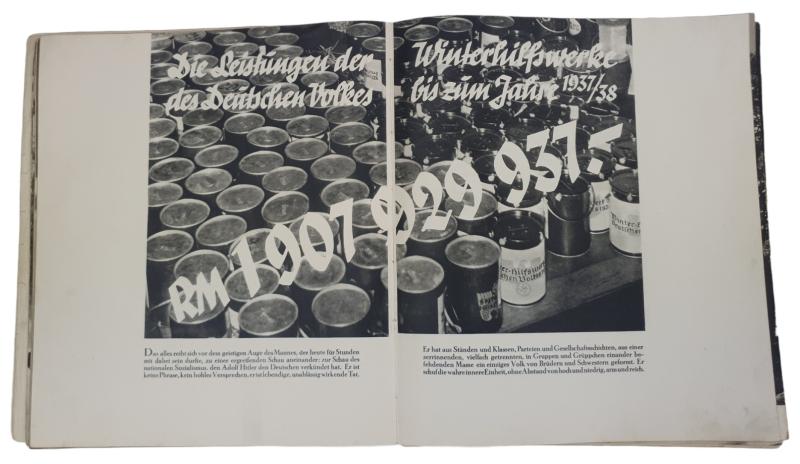 Die Leistungen der Winterhilfswerke
des Deutschen Volkes bis zum Jahre 1937/38
RM 1·907 929 937.-
Winter-
Deutschen
Winter-Hilfswerk
Das alles reiht sich vor dem geistigen Auge des Mannes, der heute für Stunden
mit dabei sein durfte, zu einer ergreifenden Schau aneinander: zur Schau des
nationalen Sozialismus, den Adolf Hitler den Deutschen verkündet hat. Er ist
keine Phrase, kein hohles Versprechen, er ist lebendige, unablässig wirkende Tat.
Er hat aus Ständen und Klassen, Parteien und Gesellschaftsschichten, aus einer
zerrinnenden, vielfach getrennten, in Gruppen und Grüppchen einander be-
fehdenden Masse ein einziges Volk von Brüdern und Schwestern geformt. Er
schuf die wahre innere Einheit, ohne Abstand von hoch und niedrig, arm und reich.